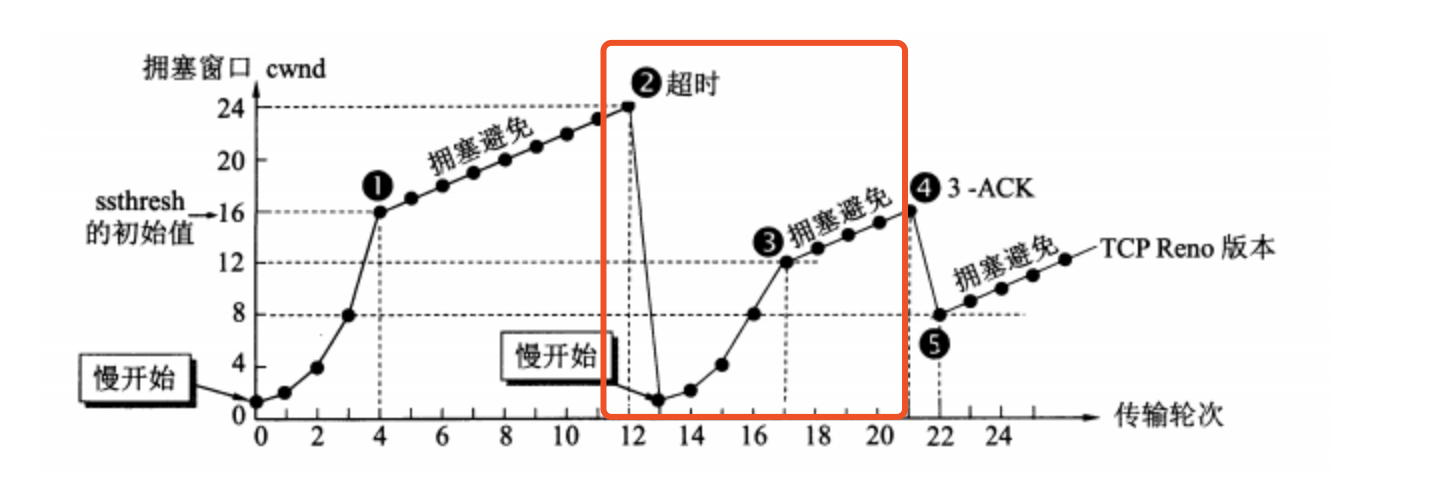 拥塞窗口 cwnd
❷超时
24
拥塞避免
20
❶
❹ 3 -ACK
ssthresh
的初始值
16
❸ 拥塞避免
12
拥塞避免
TCP Reno 版本
8
❺
慢开始
4
慢开始
0
0 2 4 6 8 10 12 14 16 18 20 22 24
传输轮次